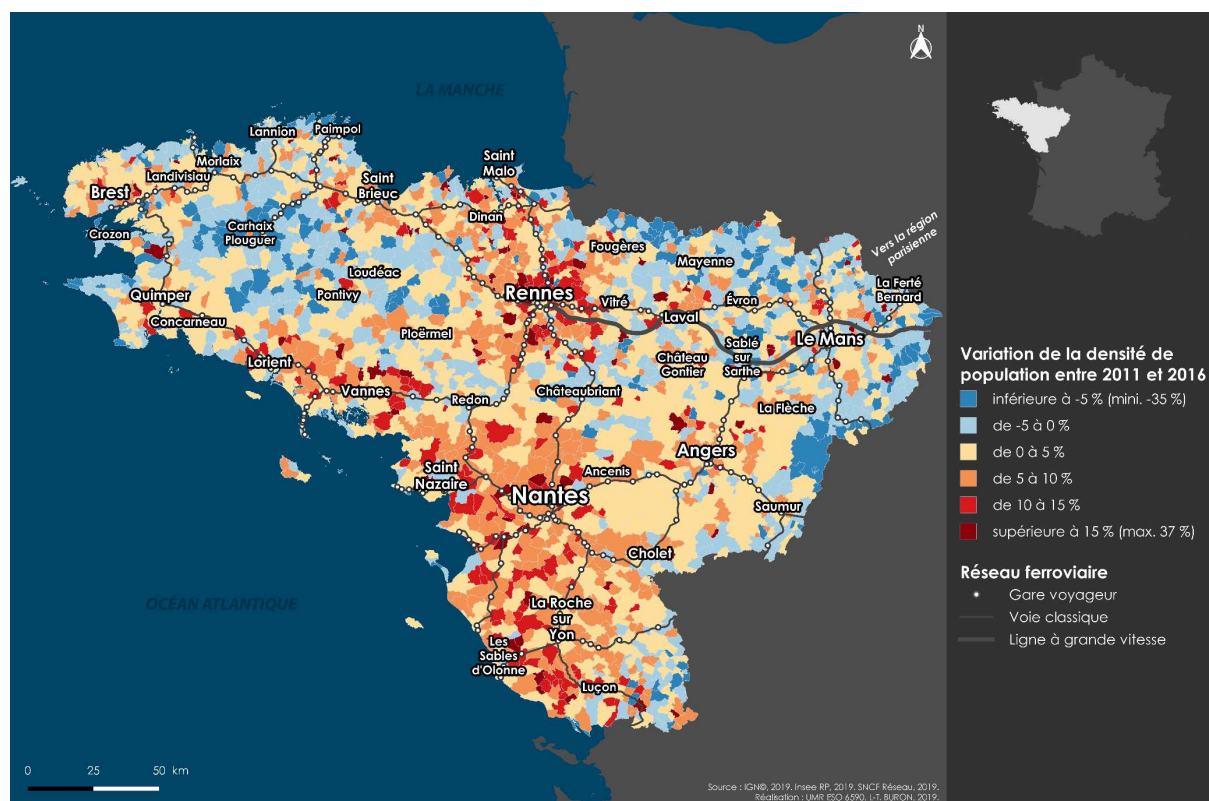 N
LA MANCHE
Lannion
Paimpol
Morlaix
Saint
Malo
Landivisiau
Brest
Saint
Brieuc
Dinan
Crozon
Carhaix
Plouguer
Fougères
Mayenne
Vers la région
parisienne
La Ferté
Bernard
Loudéac
Quimper
Pontivy
Rennes
Vitré
Évron
Laval
Concarneau
Ploërmel
Le Mans
Sablé
sur
Sarthe
Château
Gontier
Lorient
Vannes
Redon
Châteaubriant
La Flèche
Saint
Nazaire
Ancenis
Angers
Nantes
Saumur
Cholet
OCÉAN ATLANTIQUE
La Roche
sur
Yon
Les
Sables
d'Olonne
Luçon
Variation de la densité de
population entre 2011 et 2016
inférieure à -5 % (mini. -35 %)
de -5 à 0 %
de 0 à 5 %
de 5 à 10 %
de 10 à 15 %
supérieure à 15 % (max. 37 %)
Réseau ferroviaire
Gare voyageur
Voie classique
Ligne à grande vitesse
0 25 50 km
Source : IGN©, 2019. Insee RP, 2019. SNCF Réseau, 2019.
Réalisation : UMR ESO 6590. L-T. BURON. 2019.